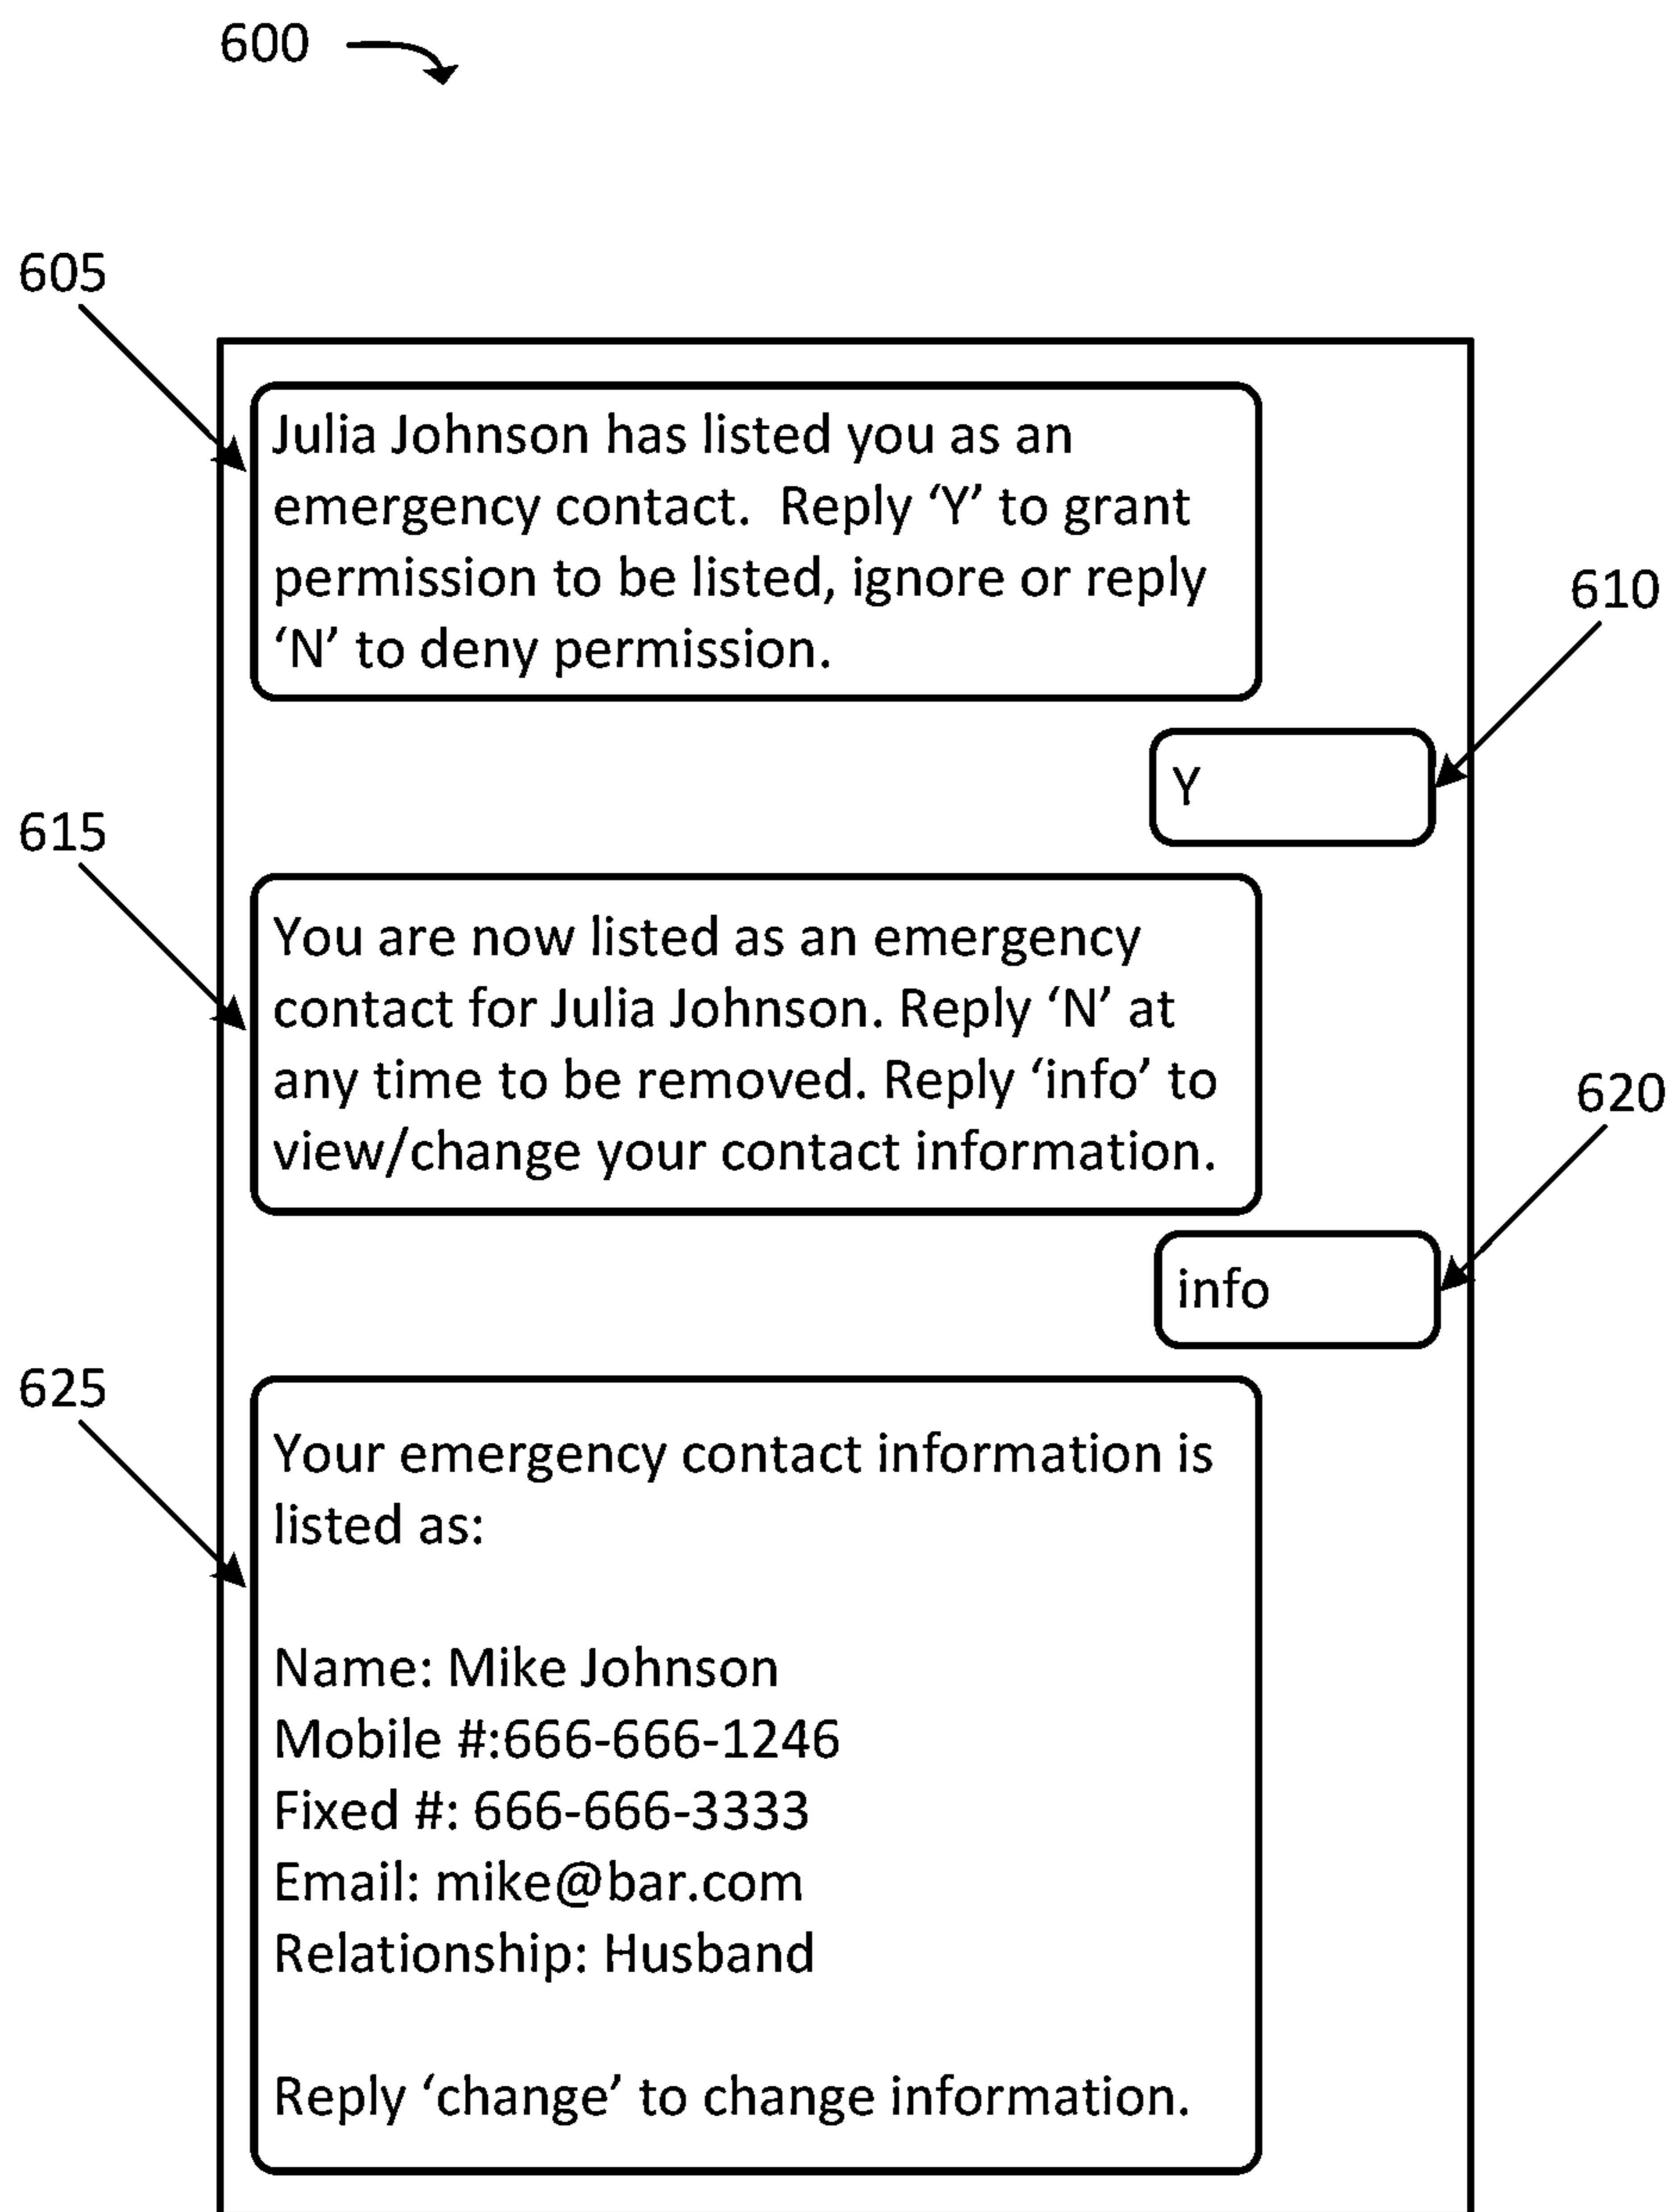 600
605
Julia Johnson has listed you as an
emergency contact.  Reply ‘Y’ to grant
permission to be listed, ignore or reply
‘N’ to deny permission.
610
Y
615
You are now listed as an emergency
contact for Julia Johnson. Reply ‘N’ at
any time to be removed. Reply ‘info’ to
view/change your contact information.
620
info
625
Your emergency contact information is
listed as:
Name: Mike Johnson
Mobile #:666-666-1246
Fixed #: 666-666-3333
Email: mike@bar.com
Relationship: Husband
Reply ‘change’ to change information.